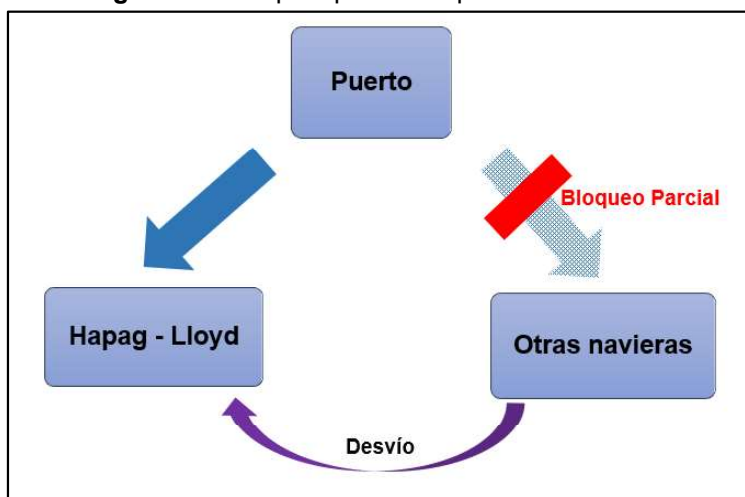 Puerto
Bloqueo Parcial
Hapag - Lloyd
Otras navieras
Desvío